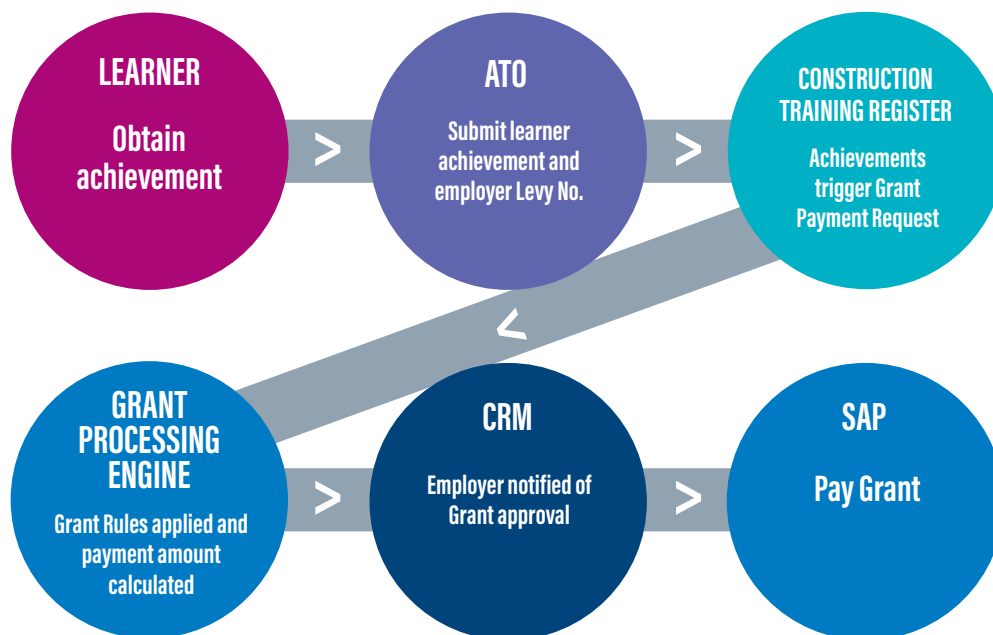 LEARNER
Obtain
achievement
>
ATO
Submit learner
achievement and
employer Levy No.
>
CONSTRUCTION
TRAINING REGISTER
Achievements
trigger Grant
Payment Request
<
GRANT
PROCESSING
ENGINE
Grant Rules applied and
payment amount
calculated
>
CRM
Employer notified of
Grant approval
>
SAP
Pay Grant